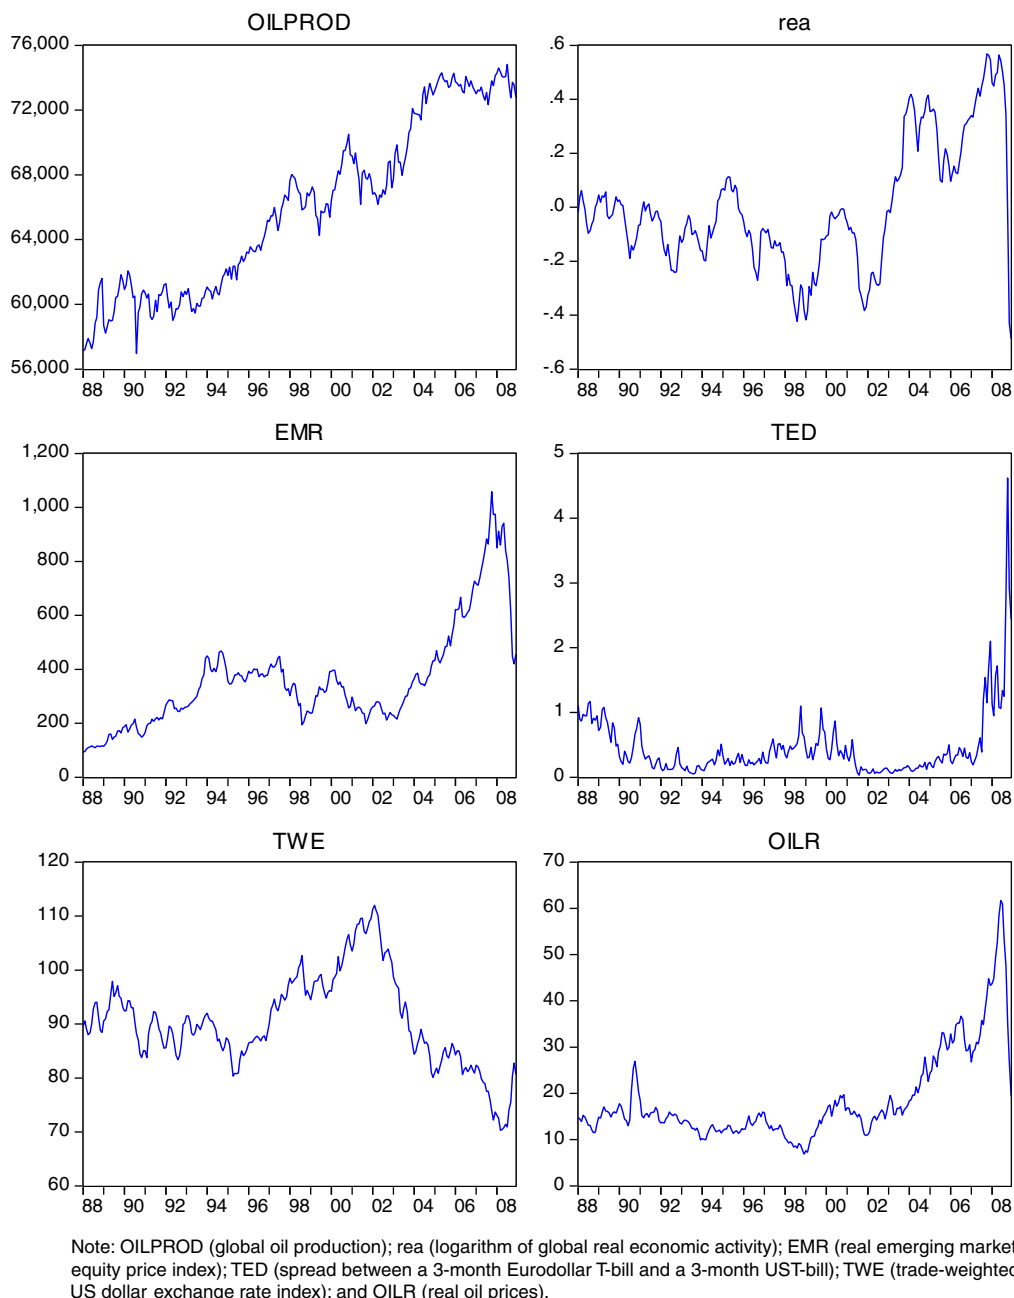 OILPROD
76,000
72,000
68,000
64,000
60,000
56,000
88 90 92 94 96 98 00 02 04 06 08
rea
.6
.4
.2
.0
-.2
-.4
-.6
88 90 92 94 96 98 00 02 04 06 08
EMR
1,200
1,000
800
600
400
200
0
88 90 92 94 96 98 00 02 04 06 08
TED
5
4
3
2
1
0
88 90 92 94 96 98 00 02 04 06 08
TWE
120
110
100
90
80
70
60
88 90 92 94 96 98 00 02 04 06 08
OILR
70
60
50
40
30
20
10
0
88 90 92 94 96 98 00 02 04 06 08
Note: OILPROD (global oil production); rea (logarithm of global real economic activity); EMR (real emerging market
equity price index); TED (spread between a 3-month Eurodollar T-bill and a 3-month UST-bill); TWE (trade-weighted
US dollar exchange rate index); and OILR (real oil prices).